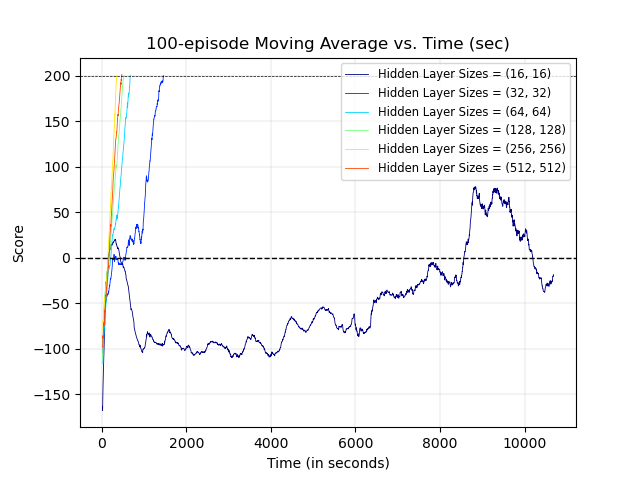 100-episode Moving Average vs. Time (sec)
Hidden Layer Sizes = (16, 16)
Hidden Layer Sizes = (32, 32)
Hidden Layer Sizes = (64, 64)
Hidden Layer Sizes = (128, 128)
Hidden Layer Sizes = (256, 256)
Hidden Layer Sizes = (512, 512)
Score
200
150
100
50
0
−50
−100
−150
0 2000 4000 6000 8000 10000
Time (in seconds)